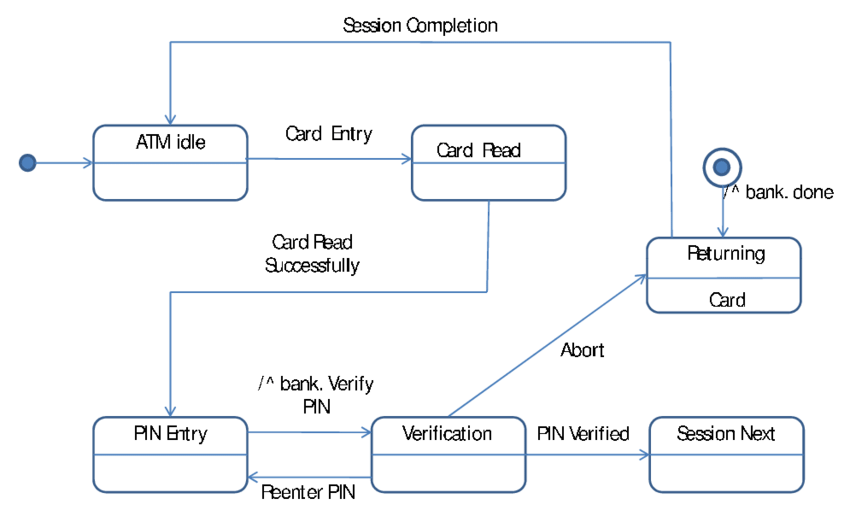 Session Completion
ATM idle
Card Entry
Card Read
/^ bank. done
Card Read
Successfully
Returning
Card
Abort
/^ bank. Verify
PIN
PIN Entry
Verification
PIN Verified
Session Next
Reenter PIN